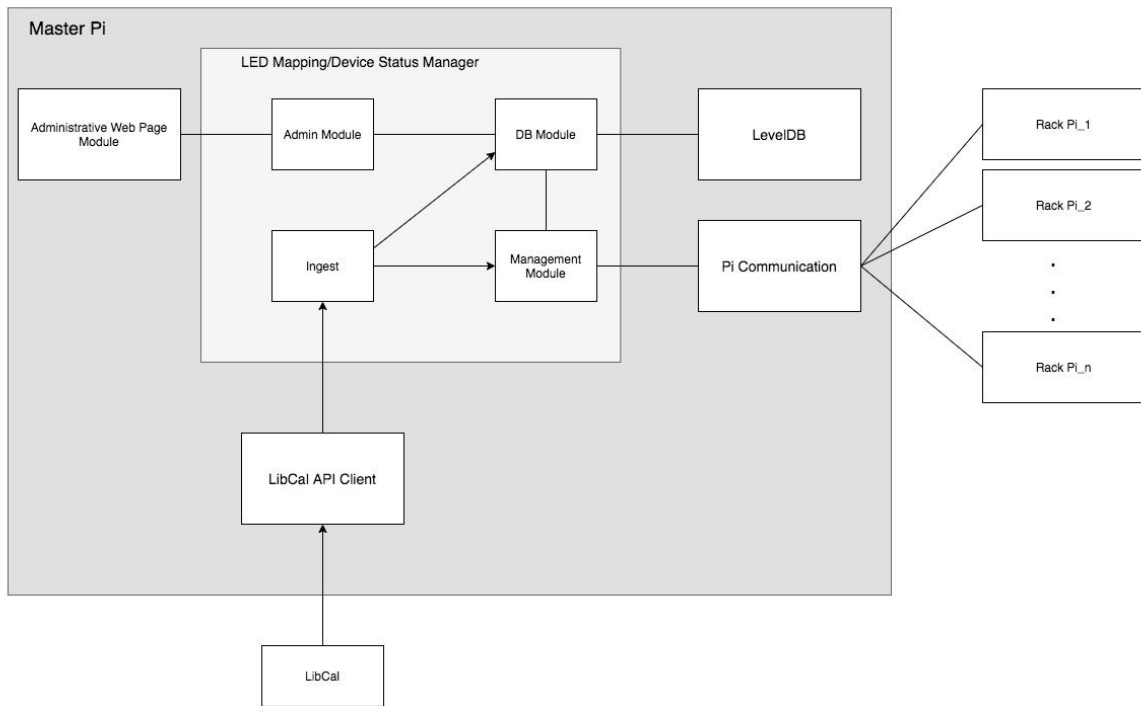 Master Pi
LED Mapping/Device Status Manager
Administrative Web Page
Module
Admin Module
DB Module
LevelDB
Rack Pi_1
Rack Pi_2
.
.
.
Ingest
Management
Module
Pi Communication
Rack Pi_n
LibCal API Client
LibCal